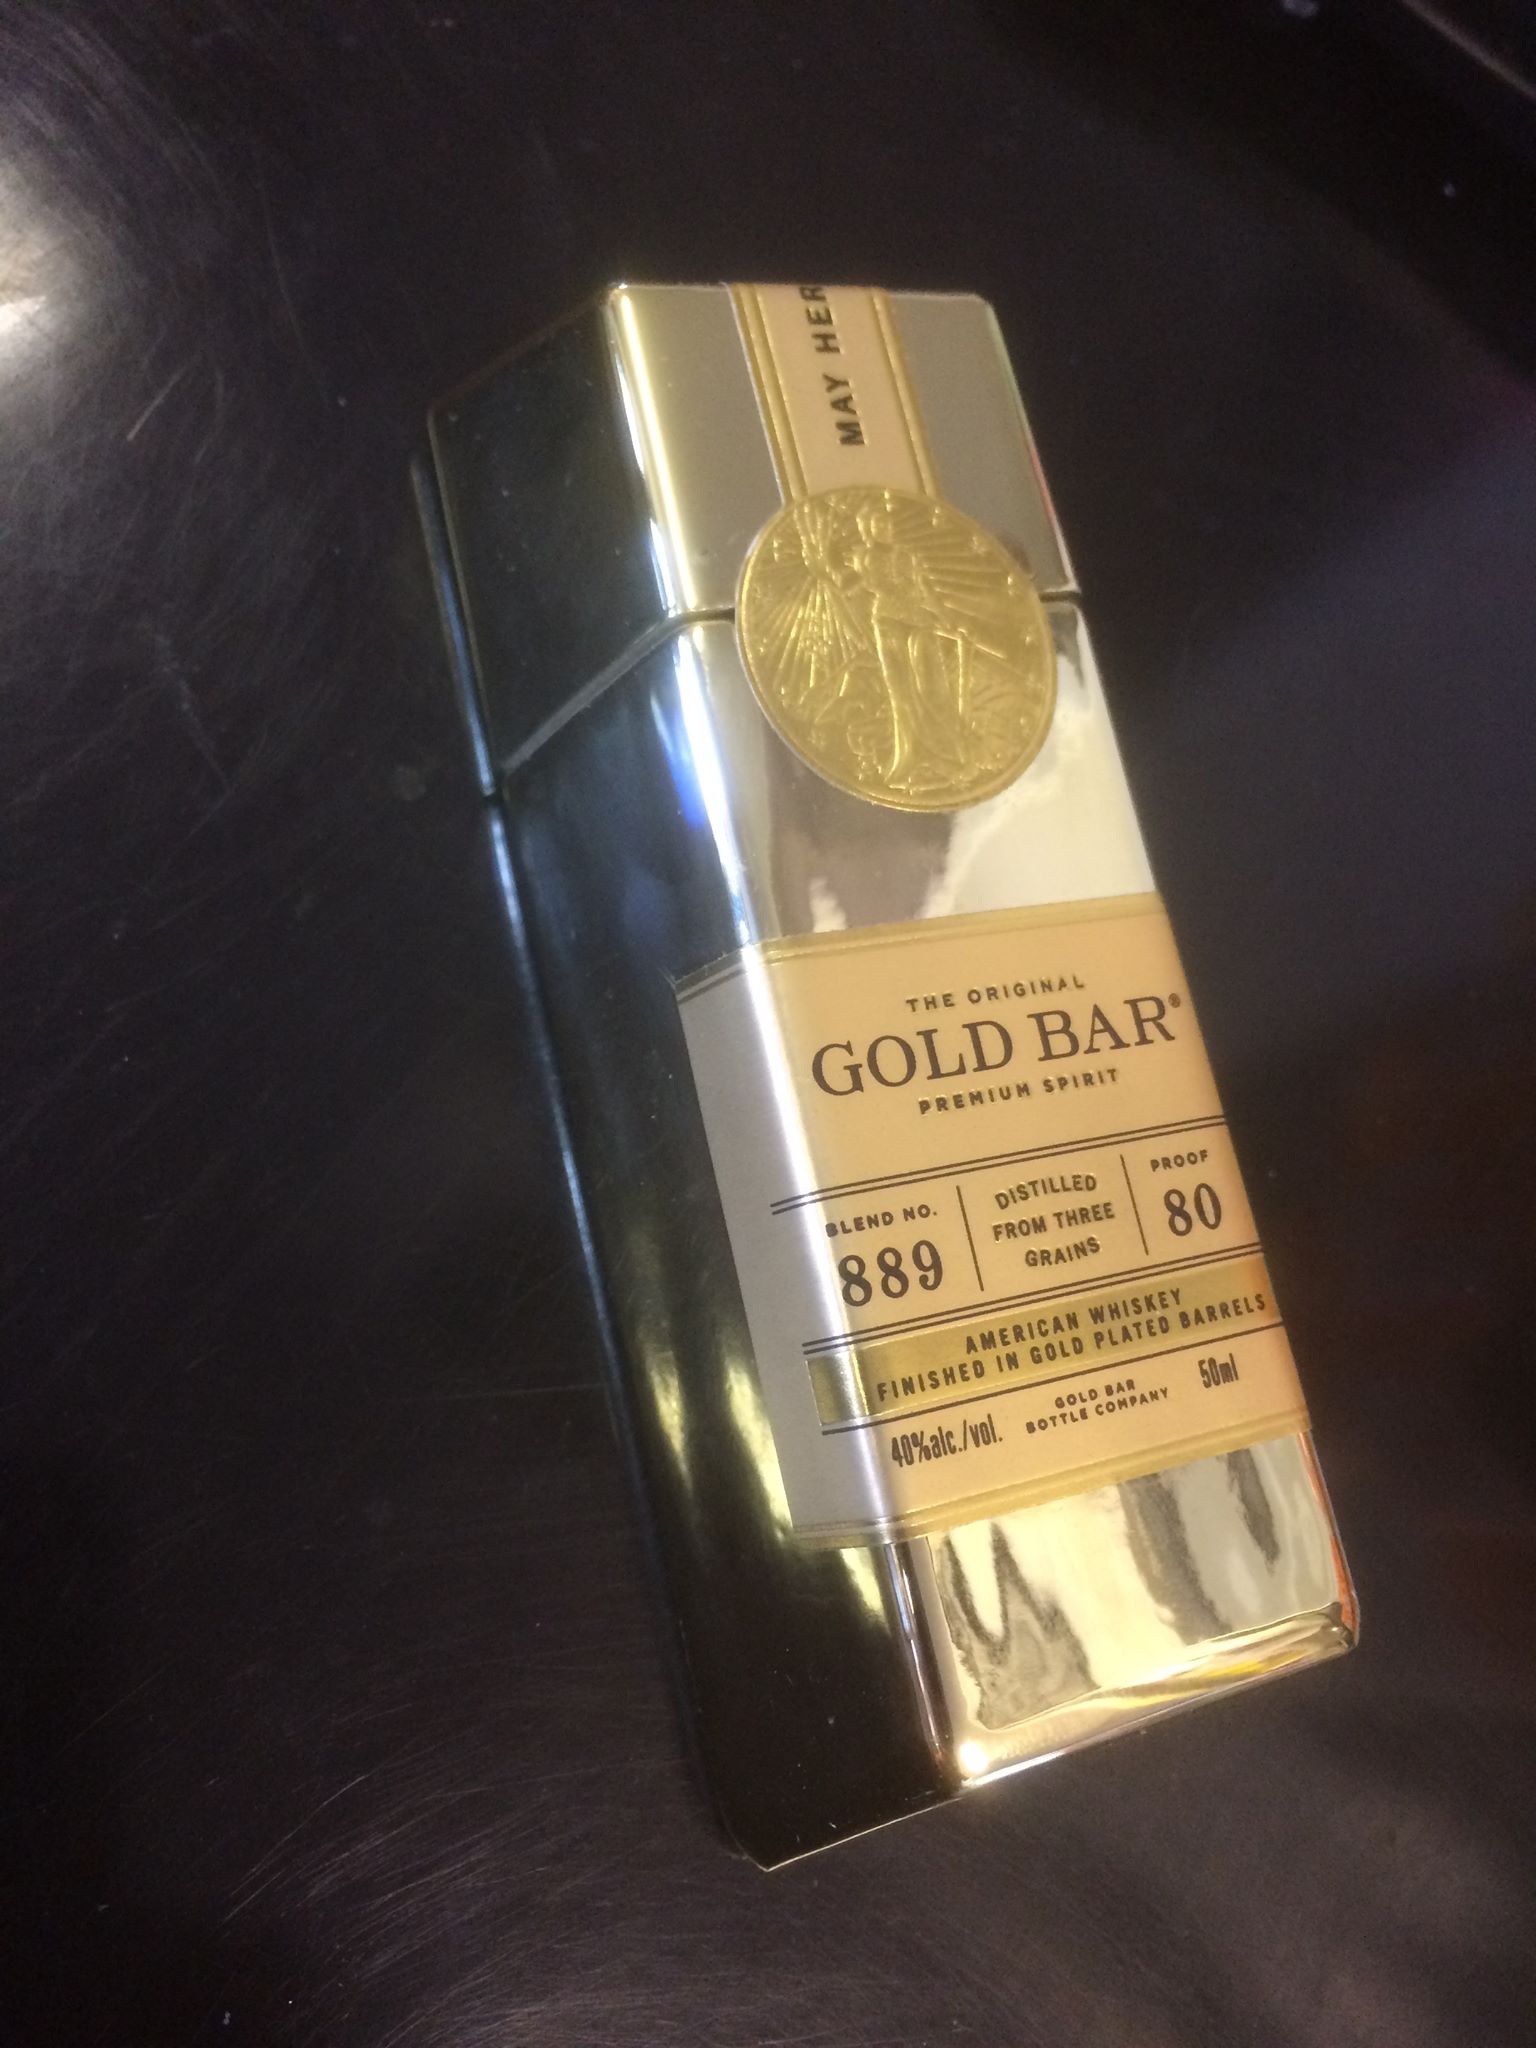 MAY HER
THE ORIGINAL
GOLD BAR®
PREMIUM SPIRIT
BLEND NO.
889
DISTILLED
FROM THREE
GRAINS
PROOF
80
AMERICAN WHISKEY
FINISHED IN GOLD PLATED BARRELS
40%alc./vol.
GOLD BAR
BOTTLE COMPANY
50ml